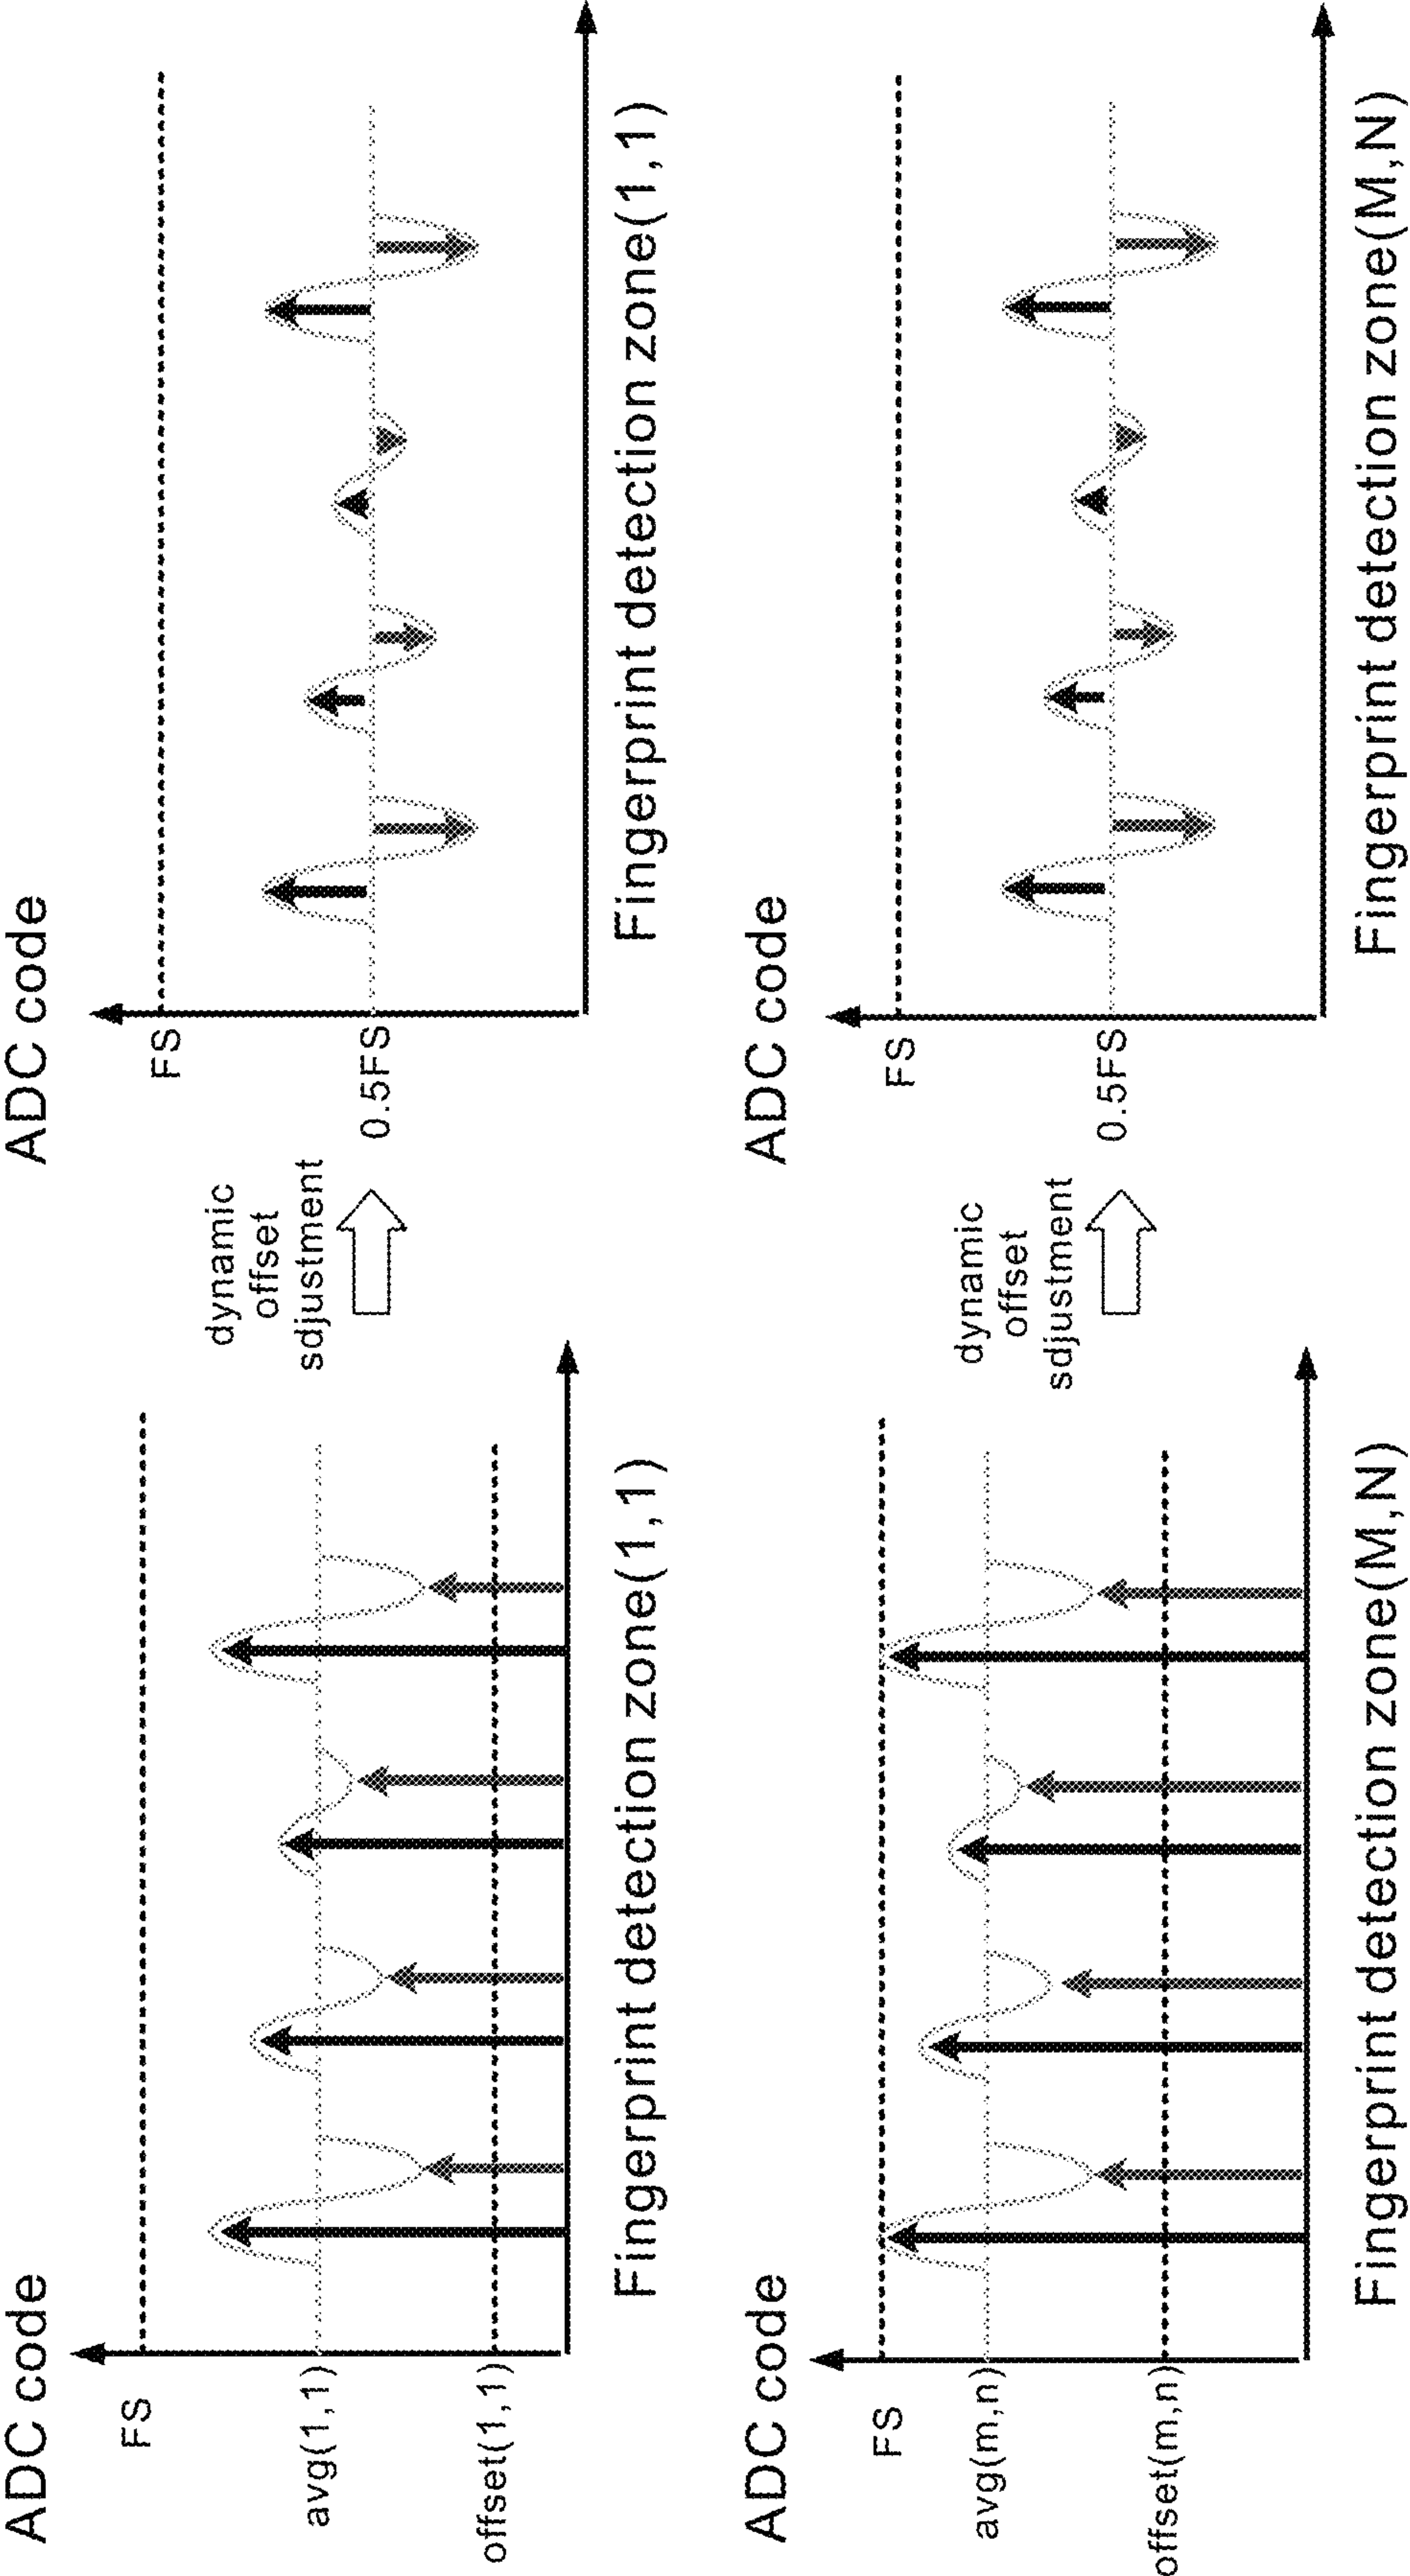 ADC code
FS
avg(1,1)
offset(1,1)
Fingerprint detection zone(1,1)
dynamic
offset
sdjustment
ADC code
FS
0.5FS
Fingerprint detection zone(1,1)
ADC code
FS
avg(m,n)
offset(m,n)
Fingerprint detection zone(M,N)
dynamic
offset
sdjustment
ADC code
FS
0.5FS
Fingerprint detection zone(M,N)